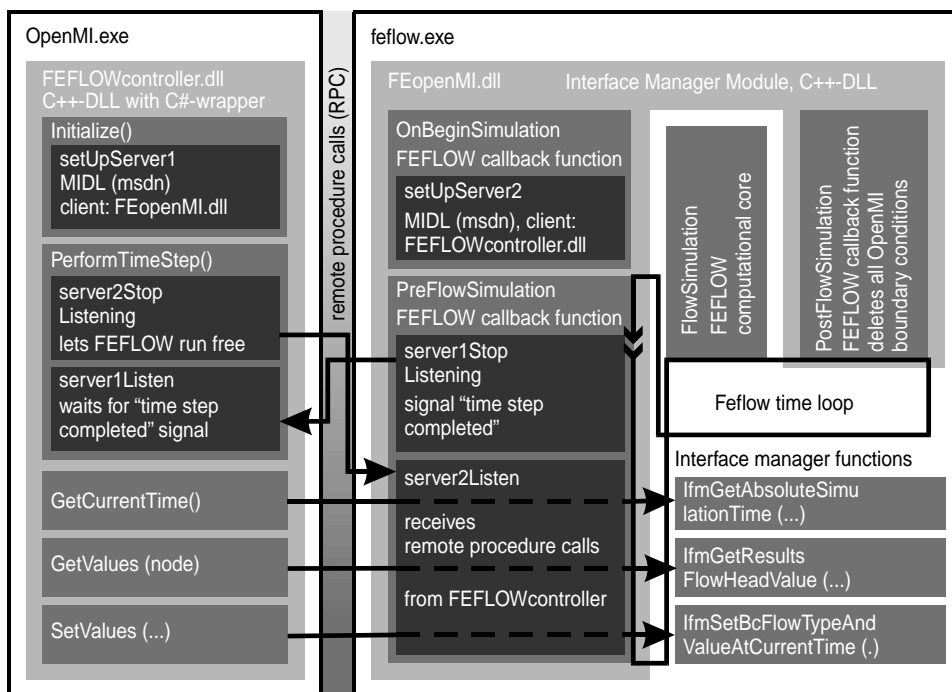 OpenMI.exe
FEFLOWcontroller.dll
C++-DLL with C#-wrapper
Initialize()
setUpServer1
MIDL (msdn)
client: FEopenMI.dll
PerformTimeStep()
server2Stop
Listening
lets FEFLOW run free
server1Listen
waits for “time step
completed” signal
GetCurrentTime()
GetValues (node)
SetValues (...)
remote procedure calls (RPC)
feflow.exe
FEopenMI.dll
Interface Manager Module, C++-DLL
OnBeginSimulation
FEFLOW callback function
setUpServer2
MIDL (msdn), client:
FEFLOWcontroller.dll
PreFlowSimulation
FEFLOW callback function
server1Stop
Listening
signal “time step
completed”
server2Listen
receives
remote procedure calls
from FEFLOWcontroller
FlowSimulation
FEFLOW
computational core
PostFlowSimulation
FEFLOW callback function
deletes all OpenMI
boundary conditions
Feflow time loop
Interface manager functions
IfmGetAbsoluteSimu
lationTime (...)
IfmGetResults
FlowHeadValue (...)
IfmSetBcFlowTypeAnd
ValueAtCurrentTime (.)